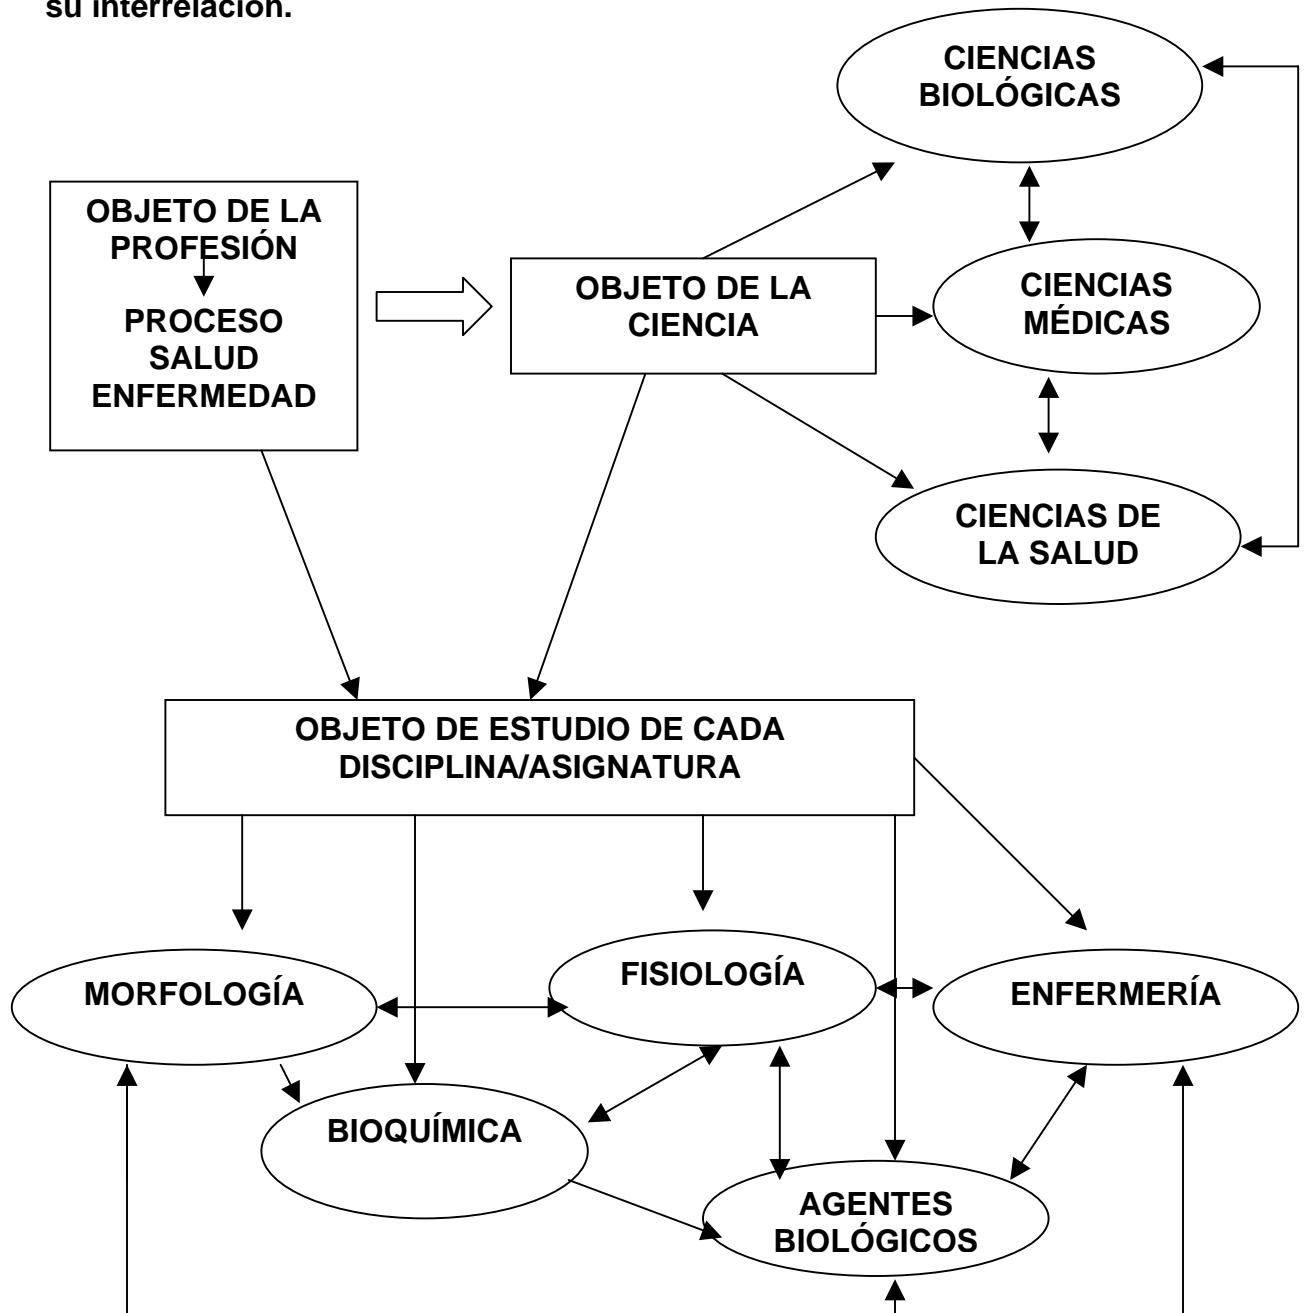 su interrelación.
CIENCIAS
BIOLÓGICAS
OBJETO DE LA
PROFESIÓN
PROCESO
SALUD
ENFERMEDAD
OBJETO DE LA
CIENCIA
CIENCIAS
MÉDICAS
CIENCIAS DE
LA SALUD
OBJETO DE ESTUDIO DE CADA
DISCIPLINA/ASIGNATURA
MORFOLOGÍA
FISIOLOGÍA
ENFERMERÍA
BIOQUÍMICA
AGENTES
BIOLÓGICOS